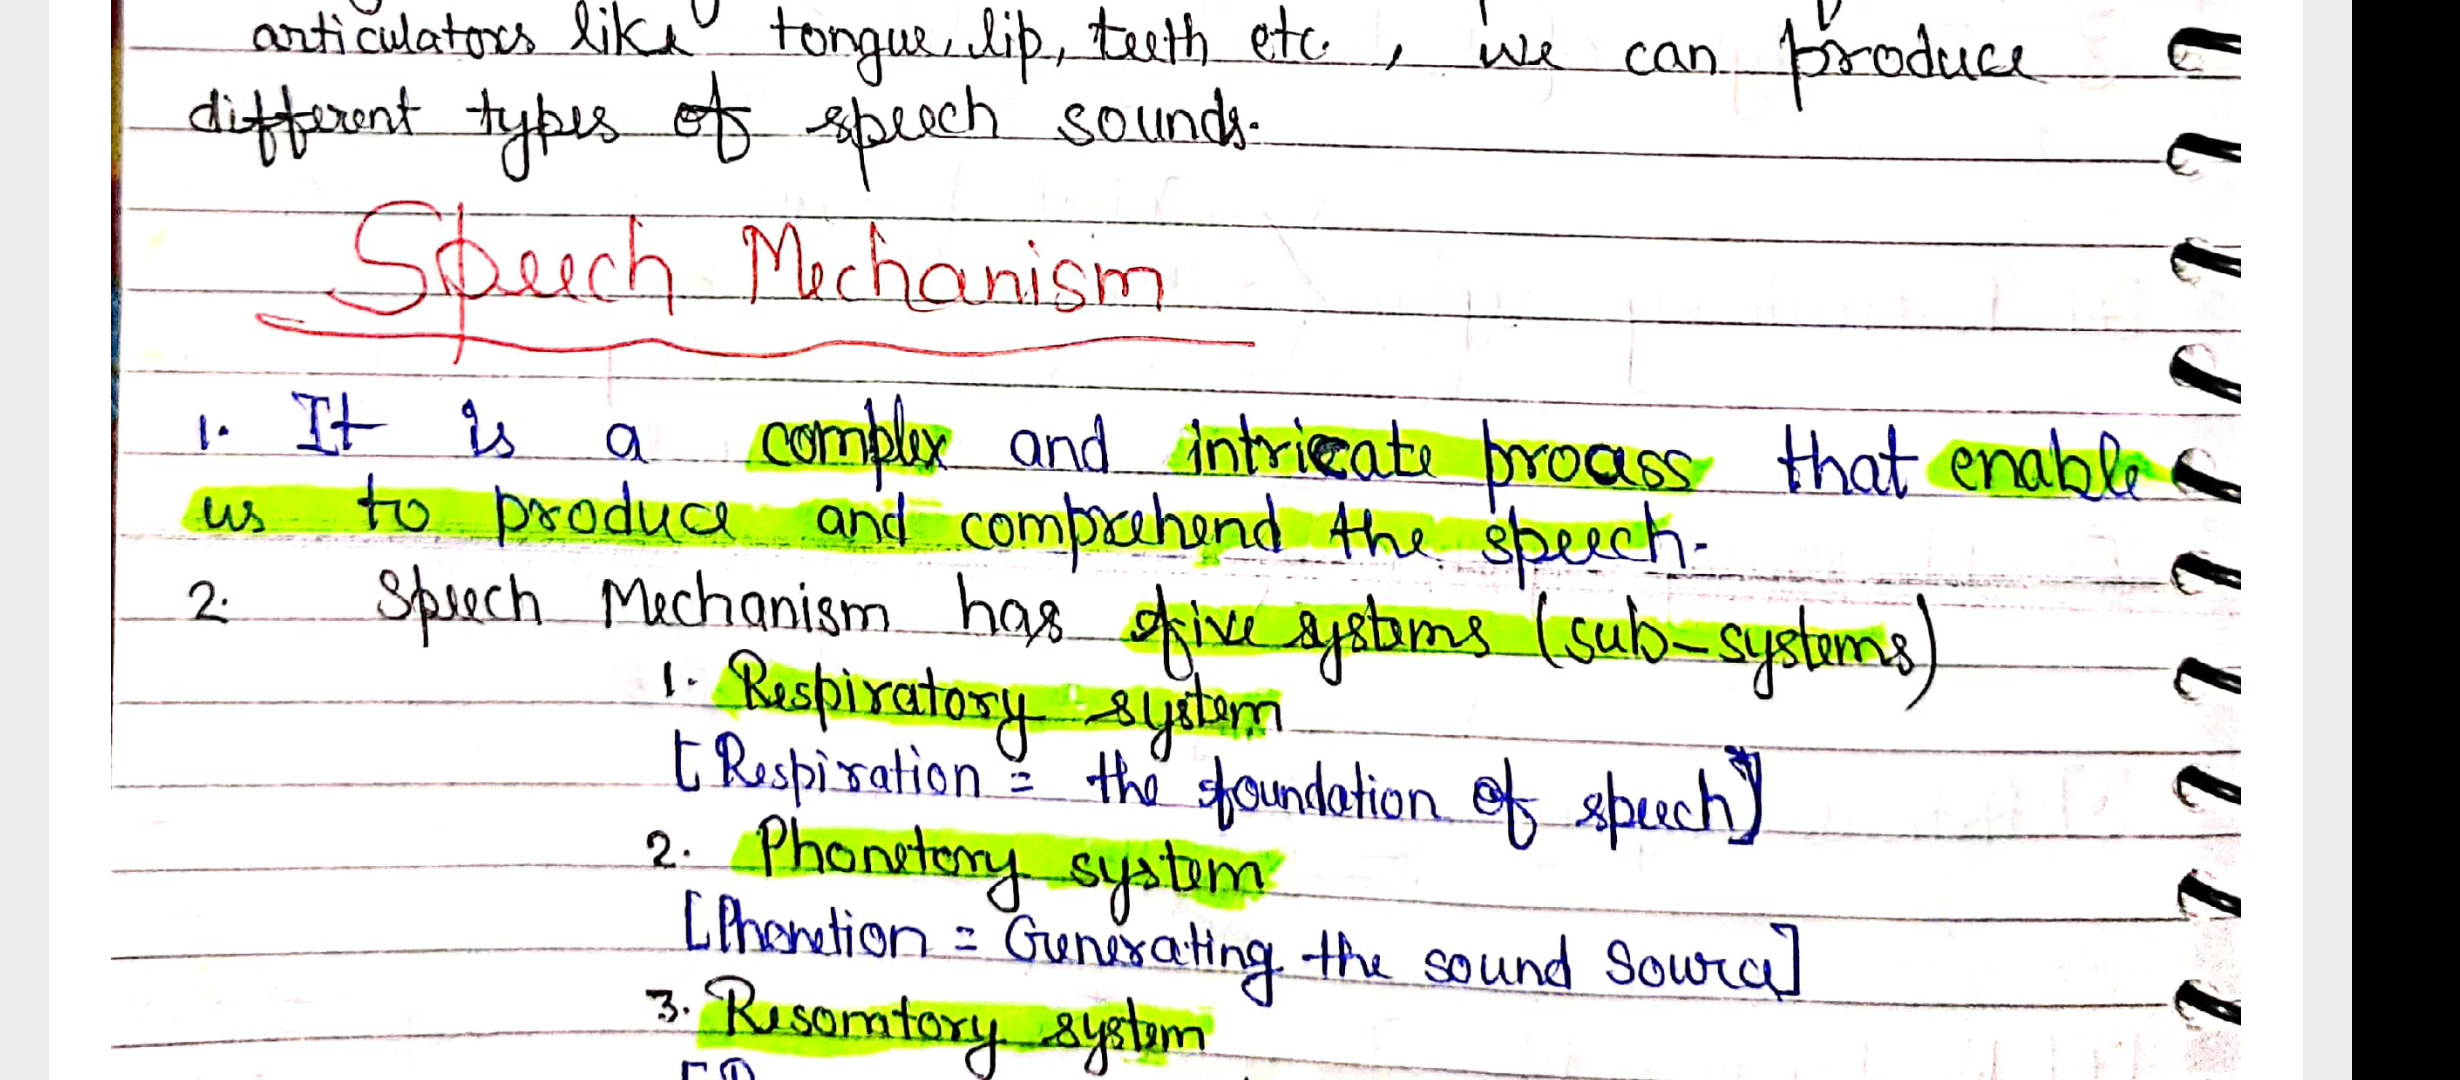 articulators like tongue, lip, teeth etc , we can produce
different types of speech sounds.
Speech Mechanism
1. It is a complex and intricate process that enable
us to produce and comprehend the speech.
2. Speech Mechanism has five systems (sub-systems)
1. Respiratory system
[Respiration = the foundation of speech]
2. Phonetory system
[Phonetion = Generating the sound Source]
3. Resomtory system